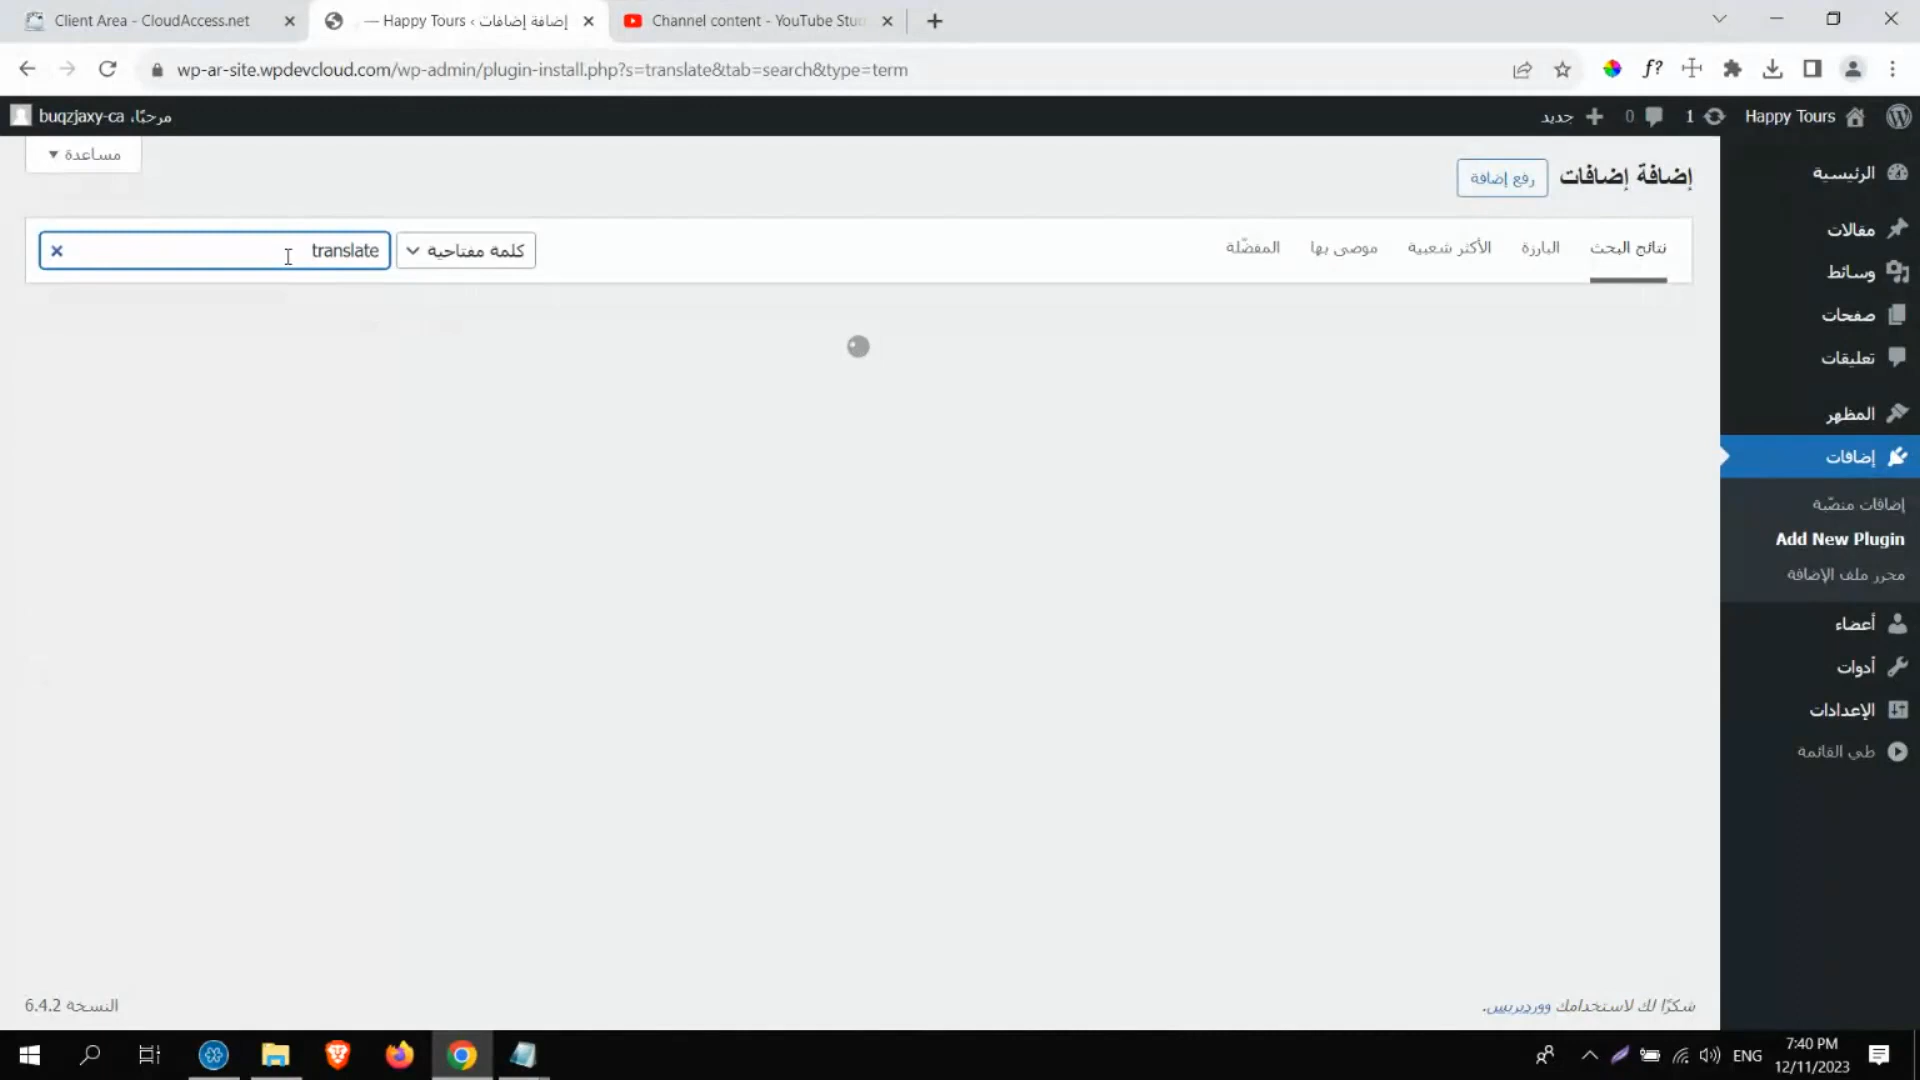 Client Area - CloudAccess.net
إضافة إضافات ‹ Happy Tours —
Channel content - YouTube Stu
wp-ar-site.wpdevcloud.com/wp-admin/plugin-install.php?s=translate&tab=search&type=term
f?
مرحبًا، buqzjaxy-ca
جديد
0
1
Happy Tours
مساعدة
إضافة إضافات
رفع إضافة
نتائج البحث
البارزة
الأكثر شعبية
موصى بها
المفضّلة
كلمة مفتاحية
translate
الرئيسية
مقالات
وسائط
صفحات
تعليقات
المظهر
إضافات
إضافات منصّبة
Add New Plugin
محرر ملف الإضافة
أعضاء
أدوات
الإعدادات
طي القائمة
شكرًا لك لاستخدامك ووردبريس.
النسخة 6.4.2
ENG
7:40 PM
12/11/2023